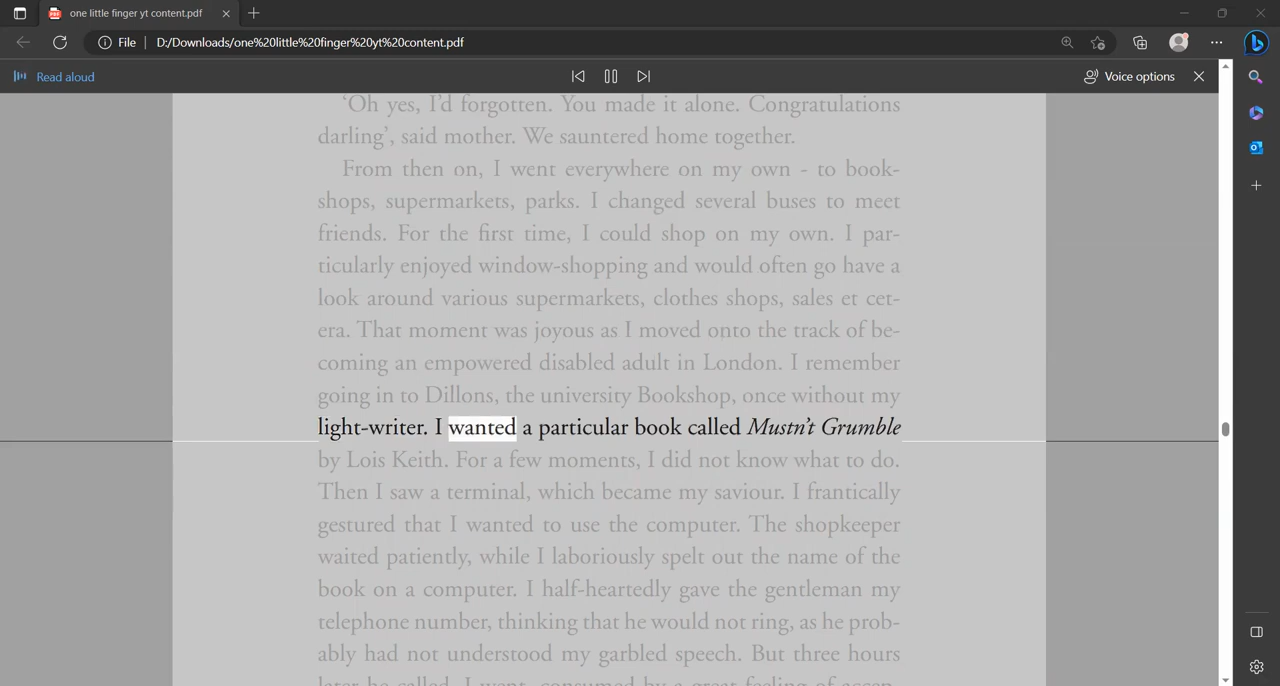 one little finger yt content.pdf
File
D:/Downloads/one%20little%20finger%20yt%20content.pdf
Read aloud
Voice options
'Oh yes, I'd forgotten. You made it alone. Congratulations
darling', said mother. We sauntered home together.
From then on, I went everywhere on my own - to book-
shops, supermarkets, parks. I changed several buses to meet
friends. For the first time, I could shop on my own. I par-
ticularly enjoyed window-shopping and would often go have a
look around various supermarkets, clothes shops, sales et cet-
era. That moment was joyous as I moved onto the track of be-
coming an empowered disabled adult in London. I remember
going in to Dillons, the university Bookshop, once without my
light-writer. I wanted a particular book called Mustn't Grumble
by Lois Keith. For a few moments, I did not know what to do.
Then I saw a terminal, which became my saviour. I frantically
gestured that I wanted to use the computer. The shopkeeper
waited patiently, while I laboriously spelt out the name of the
book on a computer. I half-heartedly gave the gentleman my
telephone number, thinking that he would not ring, as he prob-
ably had not understood my garbled speech. But three hours
later he called. I went, consumed by a great feeling of accep-